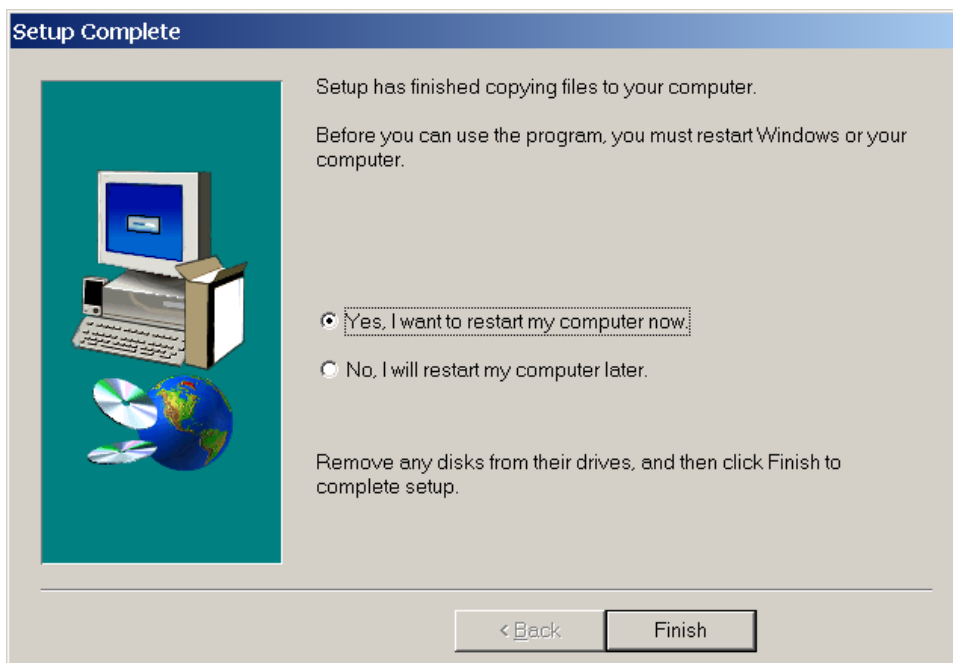 Setup Complete
Setup has finished copying files to your computer.
Before you can use the program, you must restart Windows or your
computer.
Yes, I want to restart my computer now.
No, I will restart my computer later.
Remove any disks from their drives, and then click Finish to
complete setup.
< Back
Finish